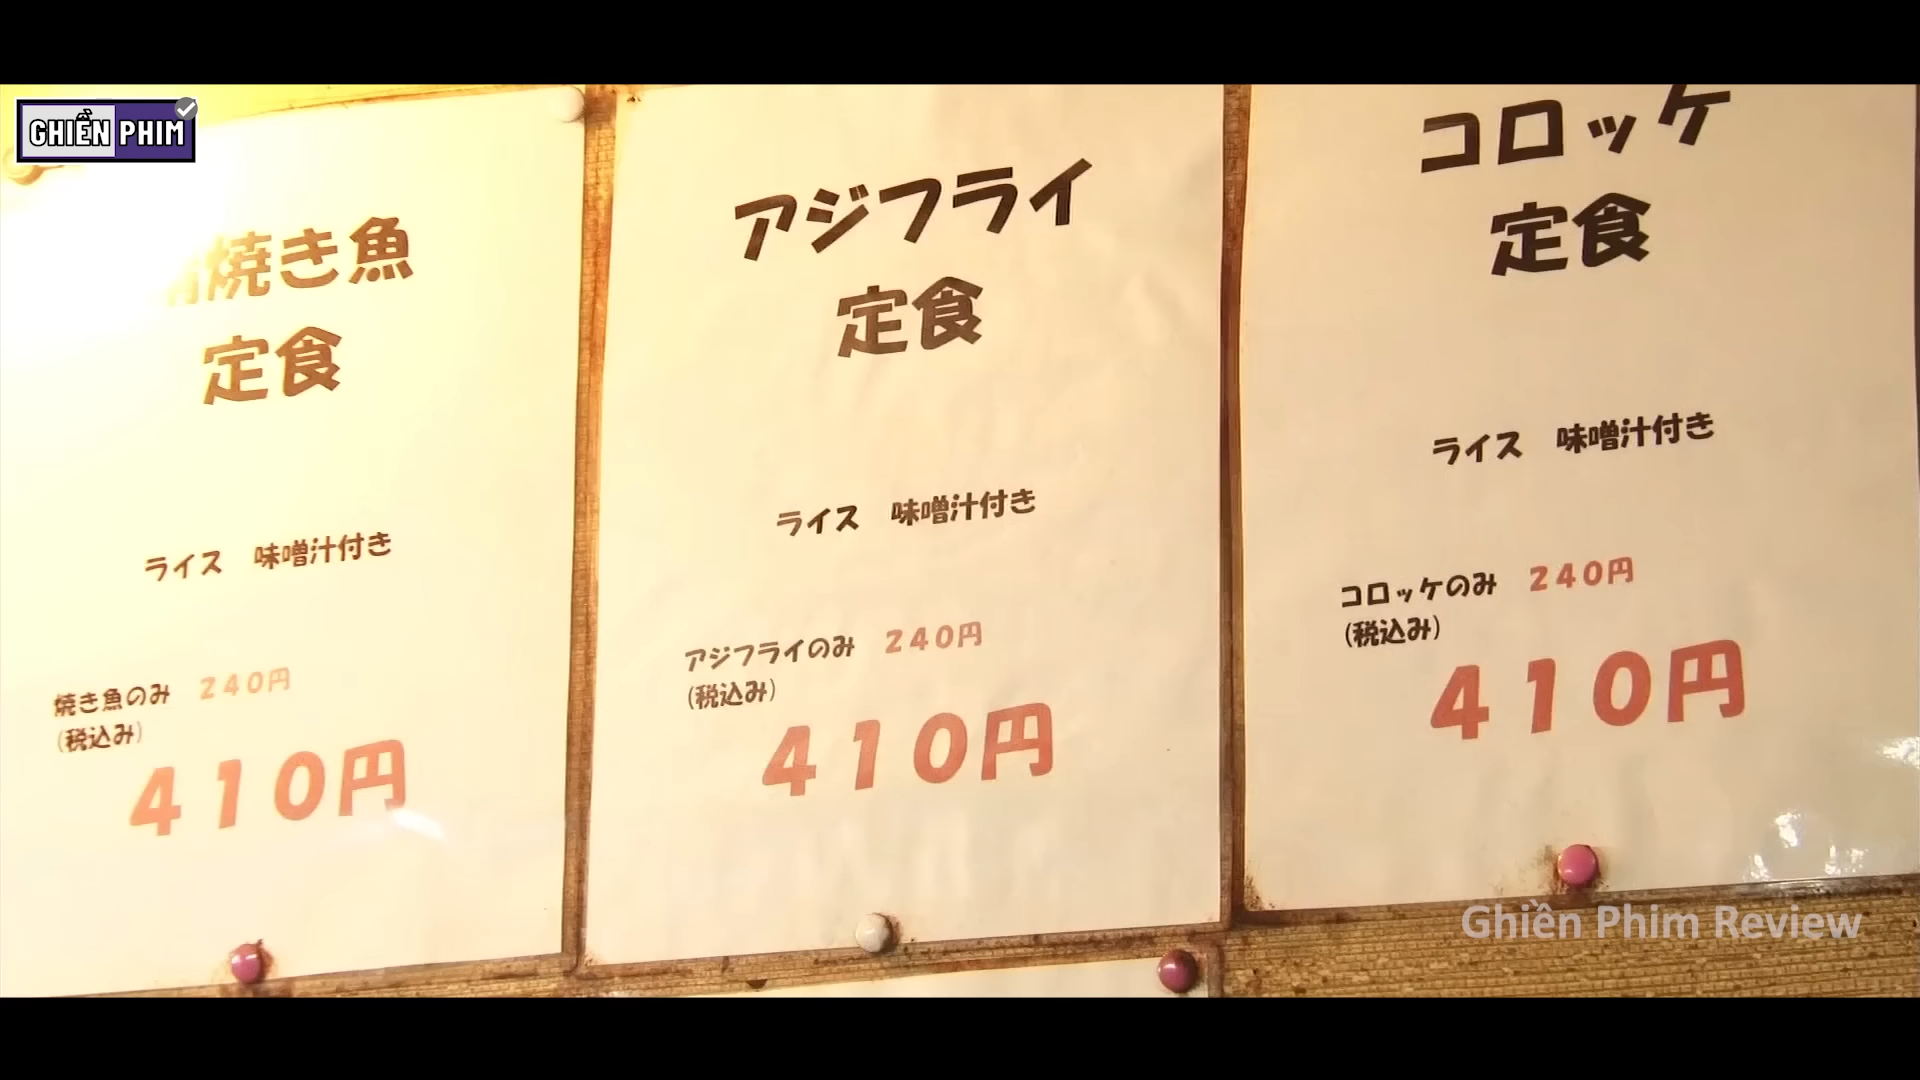 GHIỀN PHIM
焼き魚
定食
ライス 味噌汁付き
焼き魚のみ 240円
(税込み)
410円
アジフライ
定食
ライス 味噌汁付き
アジフライのみ 240円
(税込み)
410円
コロッケ
定食
ライス 味噌汁付き
コロッケのみ 240円
(税込み)
410円
Ghiền Phim Review